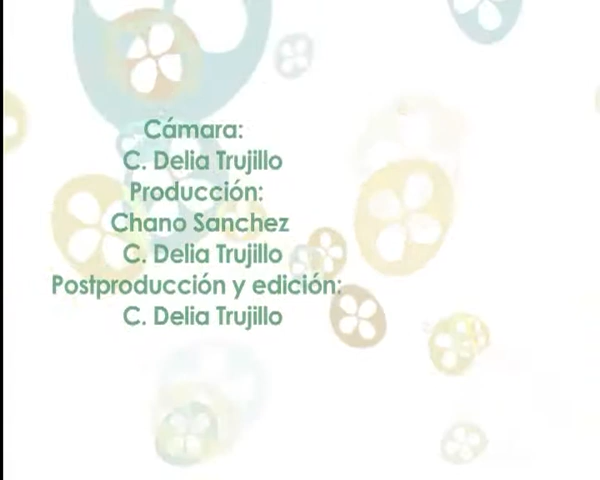 Cámara:
C. Delia Trujillo
Producción:
Chano Sanchez
C. Delia Trujillo
Postproducción y edición:
C. Delia Trujillo